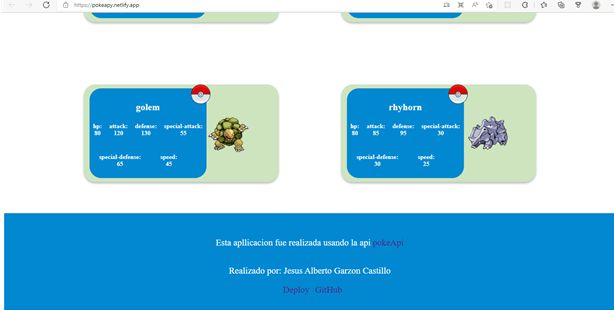 https://pokeapy.netlify.app
golem
hp: attack: defense: special-attack:
80 120 130 55
special-defense: speed:
65 45
rhyhorn
hp: attack: defense: special-attack:
80 85 95 30
special-defense: speed:
30 25
Esta apllicacion fue realizada usando la api pokeApi
Realizado por: Jesus Alberto Garzon Castillo
Deploy GitHub